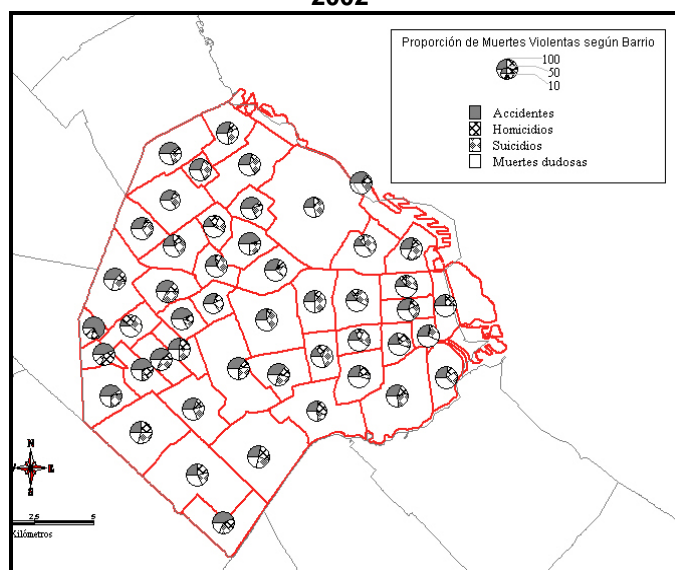 2002
Proporción de Muertes Violentas según Barrio
100
50
10
Accidentes
Homicidios
Suicidios
Muertes dudosas
N
E
S
2,5 5
Kilómetros